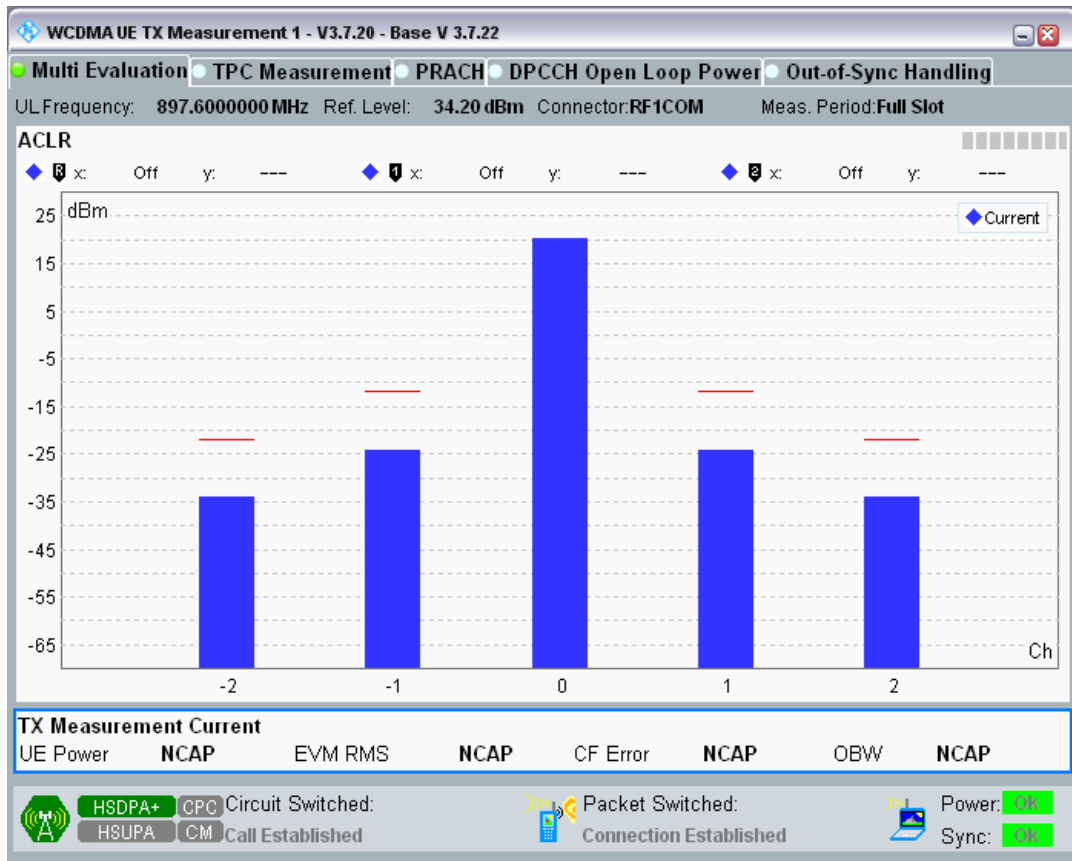 WCDMA UE TX Measurement 1 - V3.7.20 - Base V 3.7.22
Multi Evaluation TPC Measurement PRACH DPCCH Open Loop Power Out-of-Sync Handling
UL Frequency: 897.6000000 MHz Ref. Level: 34.20 dBm Connector:RF1COM Meas. Period:Full Slot
ACLR
R x: Off y: --- 1 x: Off y: --- 2 x: Off y: ---
dBm
Current
25
15
5
-5
-15
-25
-35
-45
-55
-65
Ch
-2 -1 0 1 2
TX Measurement Current
UE Power NCAP EVM RMS NCAP CF Error NCAP OBW NCAP
HSDPA+ CPC Circuit Switched: Packet Switched: Power: Ok
HSUPA CM Call Established Connection Established Sync: Ok